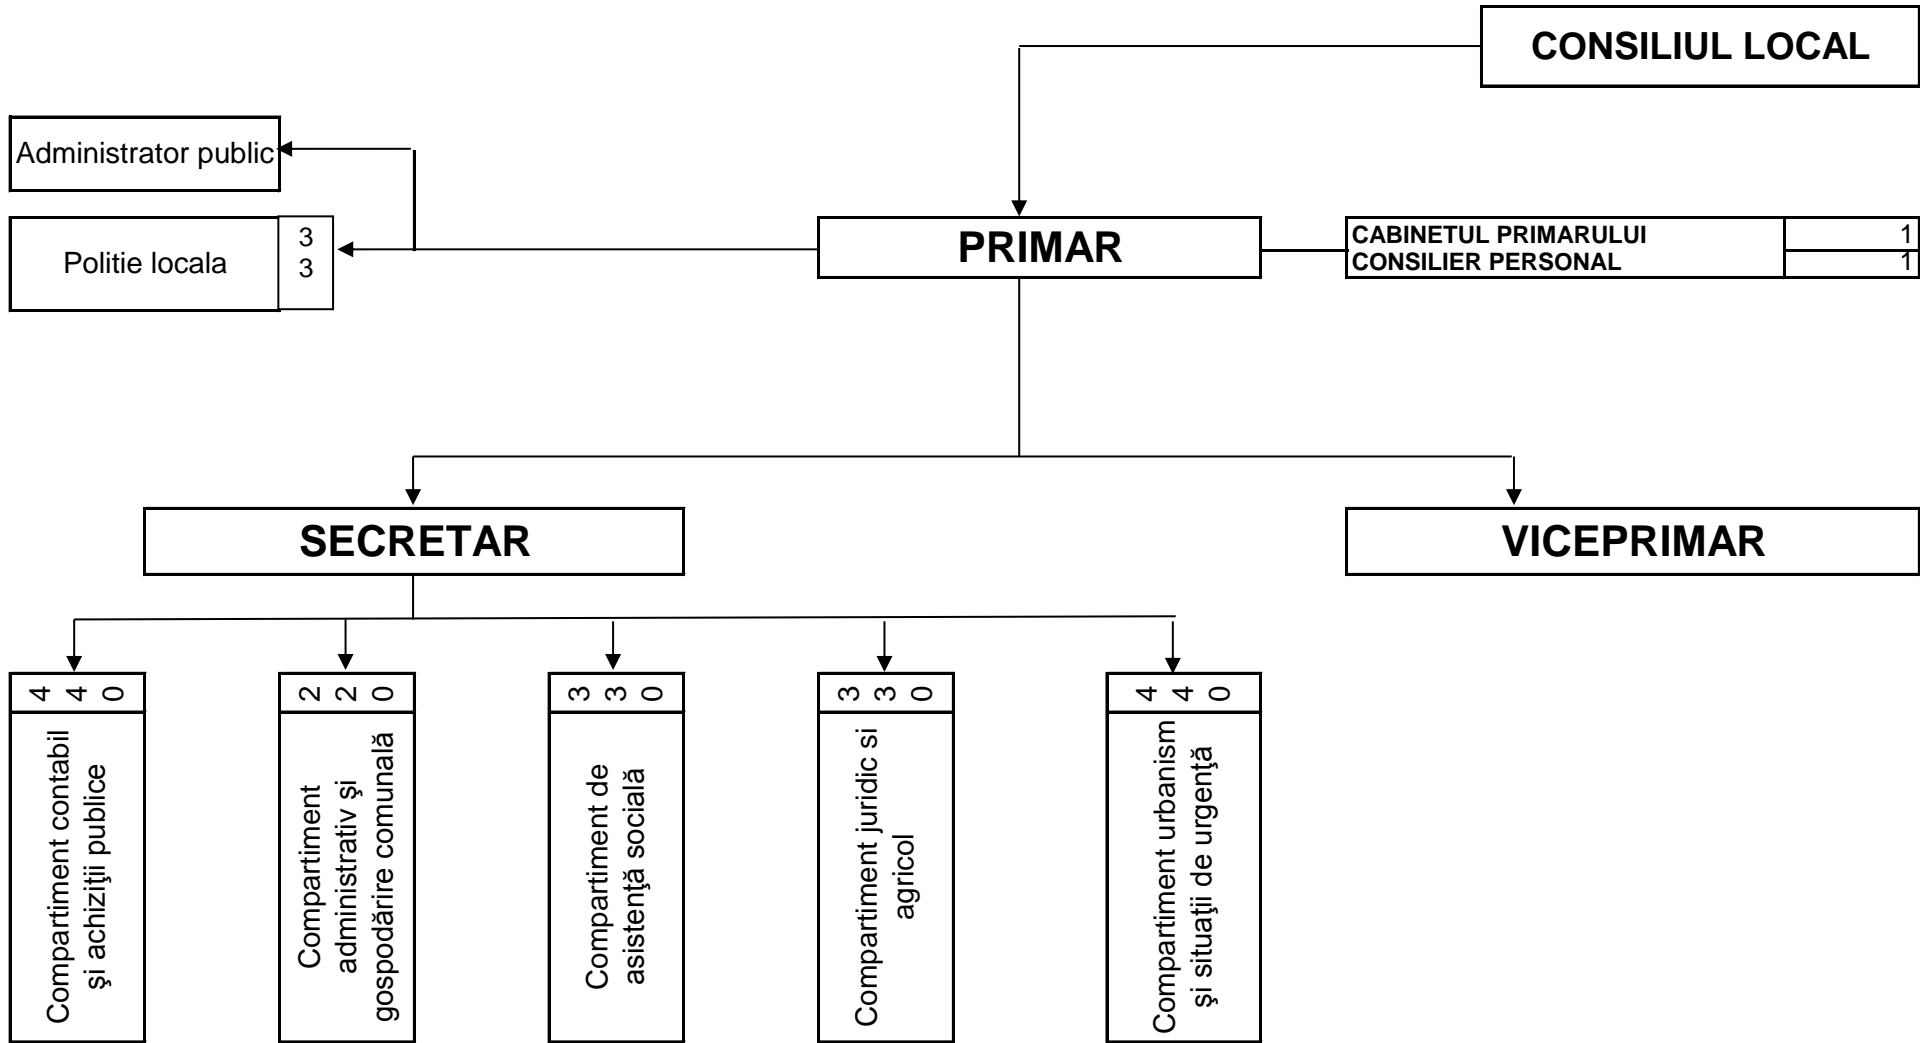 CONSILIUL LOCAL
Administrator public
Politie locala
3
3
PRIMAR
CABINETUL PRIMARULUI 1
CONSILIER PERSONAL 1
SECRETAR
VICEPRIMAR
4
4
0
Compartiment contabil
şi achiziţii publice
2
2
0
Compartiment
administrativ şi
gospodărire comunală
3
3
0
Compartiment de
asistenţă socială
3
3
0
Compartiment juridic si
agricol
4
4
0
Compartiment urbanism
şi situaţii de urgenţă